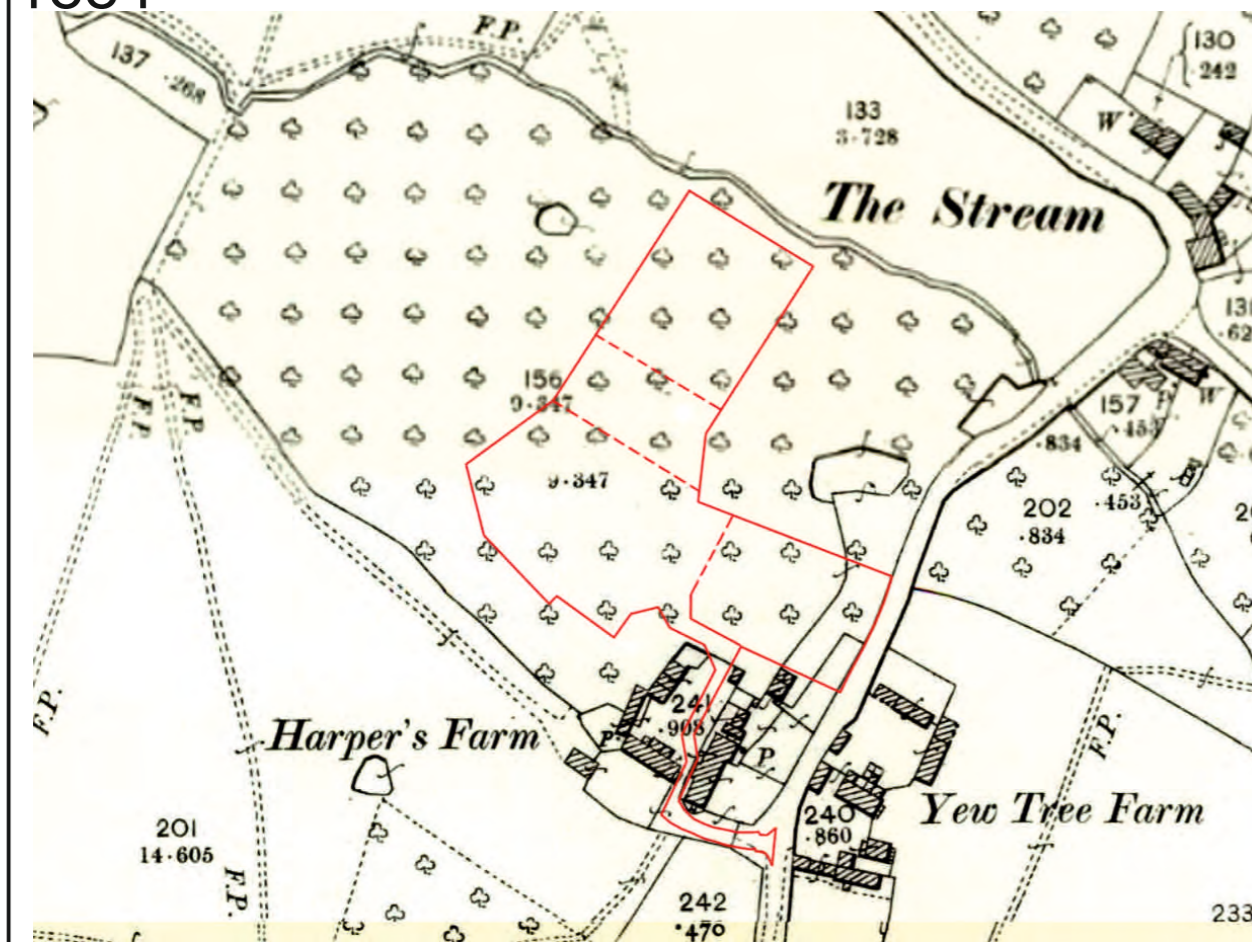 F.P.
137
·268
130
·242
W
133
3·728
The Stream
131
156
9·347
9·347
F.P.
F.P.
157
·453
P
W
·834
·453
202
·834
F.P.
241
·908
Harper's Farm
P
P.
F.P.
Yew Tree Farm
240
·860
201
14·605
F.P.
242
·470
233